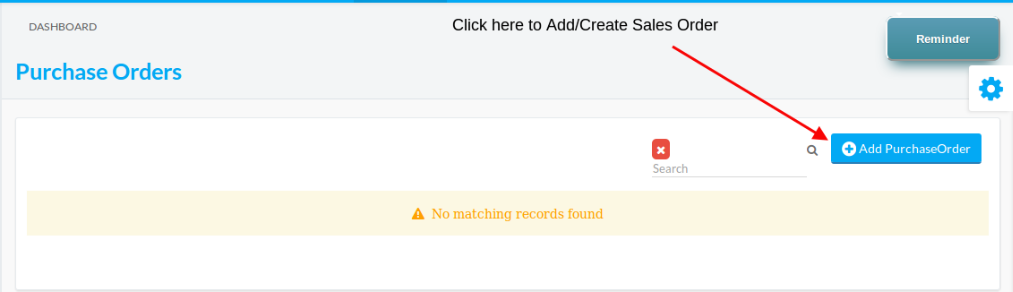 DASHBOARD
Click here to Add/Create Sales Order
Reminder
Purchase Orders
Add PurchaseOrder
Search
No matching records found